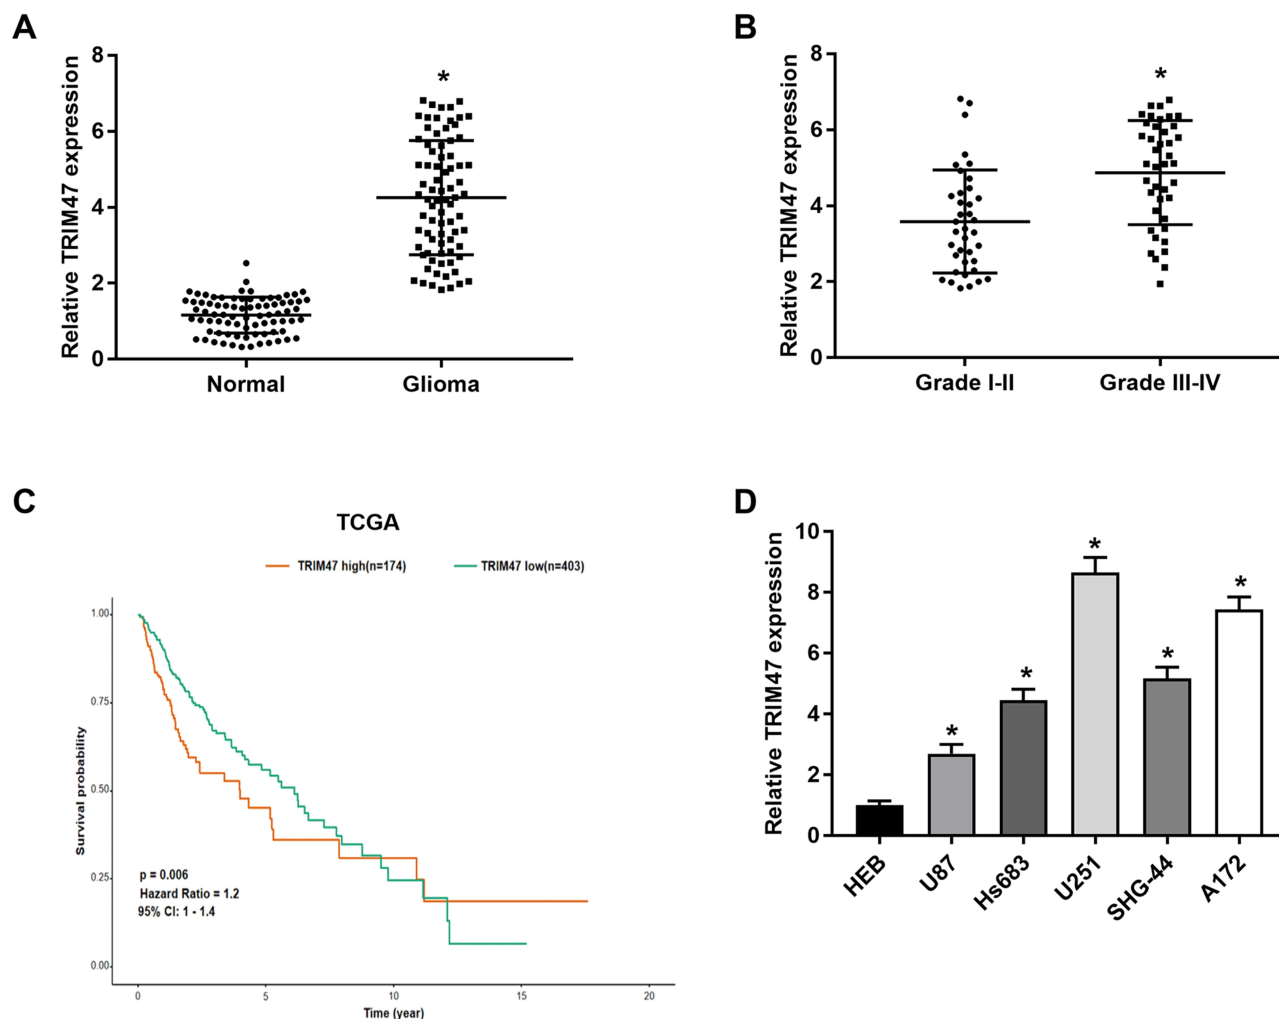 A
Relative TRIM47 expression
8
6
4
2
0
*
Normal
Glioma
B
Relative TRIM47 expression
8
6
4
2
0
*
Grade I-II
Grade III-IV
C
TCGA
TRIM47 high(n=174)
TRIM47 low(n=403)
Survival probability
1.00
0.75
0.50
0.25
0.00
p = 0.006
Hazard Ratio = 1.2
95% CI: 1 - 1.4
0
5
10
15
20
Time (year)
D
Relative TRIM47 expression
10
8
6
4
2
0
*
*
*
*
*
HEB
U87
Hs683
U251
SHG-44
A172